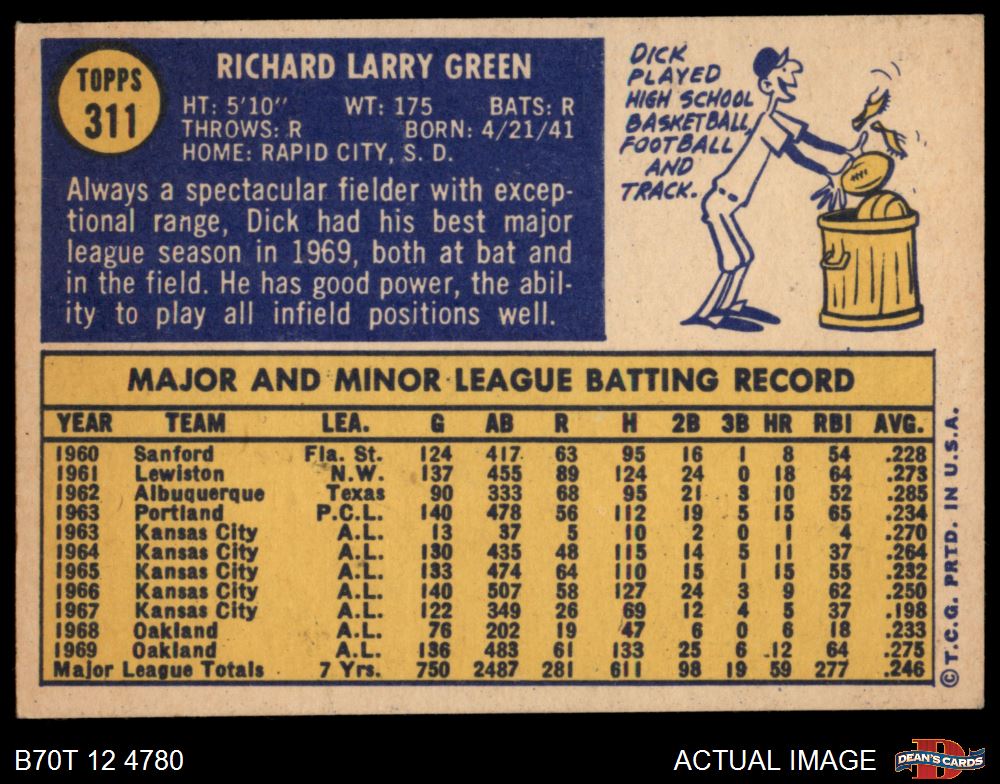 TOPPS
311
RICHARD LARRY GREEN
HT: 5'10" WT: 175 BATS: R
THROWS: R BORN: 4/21/41
HOME: RAPID CITY, S. D.
Always a spectacular fielder with excep-
tional range, Dick had his best major
league season in 1969, both at bat and
in the field. He has good power, the abil-
ity to play all infield positions well.
DICK
PLAYED
HIGH SCHOOL
BASKETBALL,
FOOTBALL
AND
TRACK.
MAJOR AND MINOR LEAGUE BATTING RECORD
YEAR TEAM LEA. G AB R H 2B 3B HR RBI AVG.
1960 Sanford Fla. St. 124 417 63 95 16 1 8 54 .228
1961 Lewiston N.W. 137 455 89 124 24 0 18 64 .273
1962 Albuquerque Texas 90 333 68 95 21 3 10 52 .285
1963 Portland P.C.L. 140 478 56 112 19 5 15 65 .234
1963 Kansas City A.L. 13 37 5 10 2 0 1 4 .270
1964 Kansas City A.L. 130 435 48 115 14 5 11 37 .264
1965 Kansas City A.L. 133 474 64 110 15 1 15 55 .232
1966 Kansas City A.L. 140 507 58 127 24 3 9 62 .250
1967 Kansas City A.L. 122 349 26 69 12 4 5 37 .198
1968 Oakland A.L. 76 202 19 47 6 0 6 18 .233
1969 Oakland A.L. 136 483 61 133 25 6 12 64 .275
Major League Totals 7 Yrs. 750 2487 281 611 98 19 59 277 .246
© T.C.G. PRTD. IN U.S.A.
B70T 12 4780
ACTUAL IMAGE
D
DEAN'S CARDS